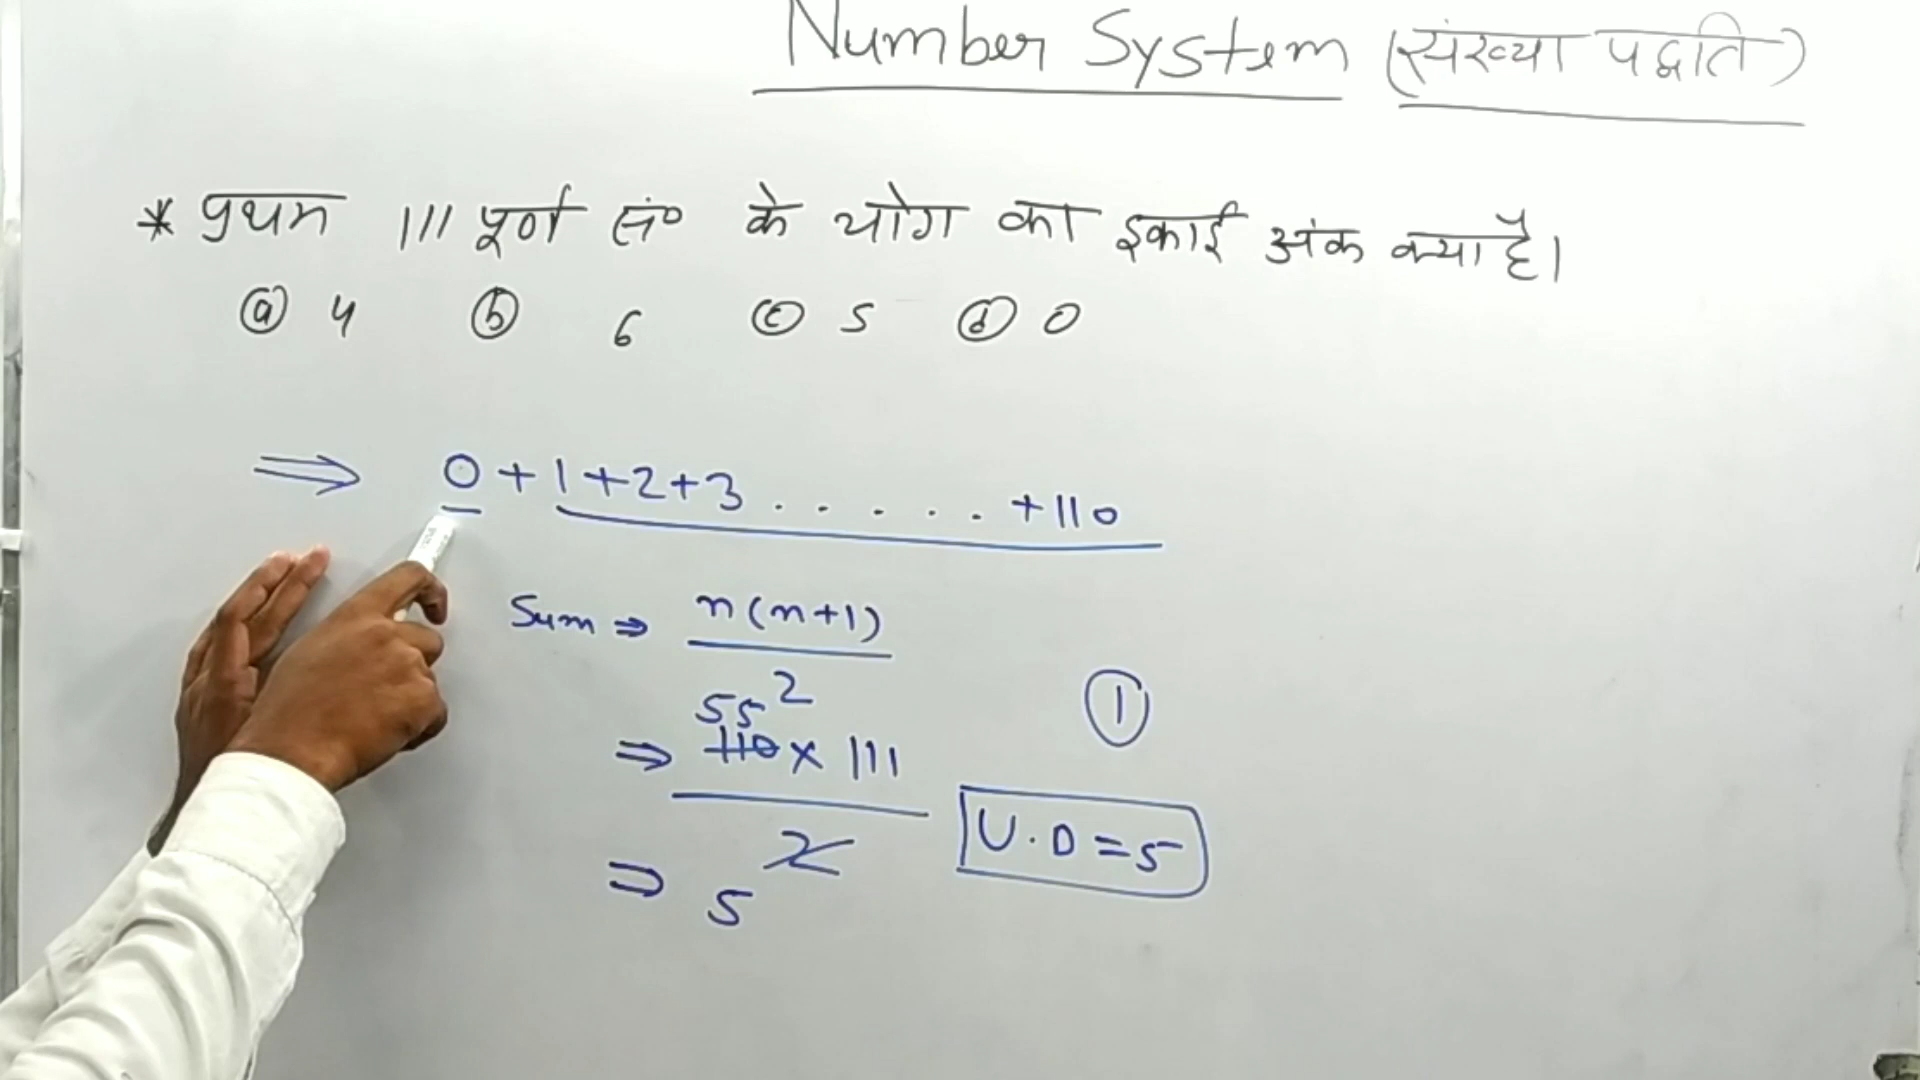 Number System (संख्या पद्धति)
* प्रथम 111 पूर्ण सं० के योग का इकाई अंक क्या है।
(a) 4 (b) 6 (c) 5 (d) 0
⇒ 0+1+2+3.....+110
Sum ⇒ n(n+1)
2
55
⇒ 110 x 111
2
⇒ 5
1
U.D = 5